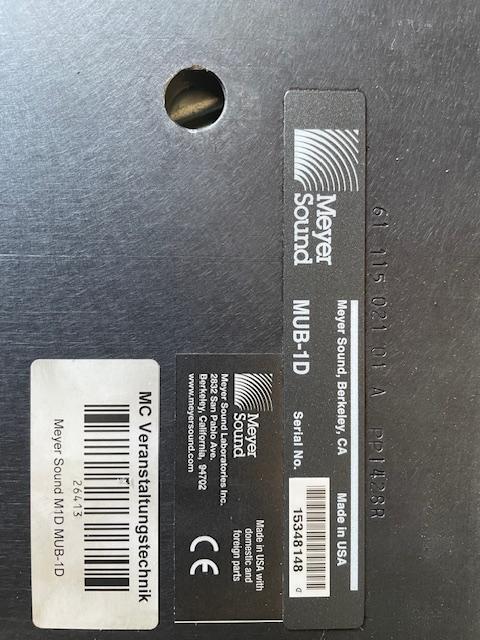 Meyer
Sound
Meyer Sound, Berkeley, CA
Made in USA
MUB-1D
Serial No.
15348148
Meyer
Sound
Meyer Sound Laboratories Inc.
2832 San Pablo Ave.
Berkeley, California, 94702
www.meyersound.com
Made in USA with
domestic and
foreign parts
CE
MC Veranstaltungstechnik
26413
Meyer Sound M1D MUB-1D
61 115 021 01 A